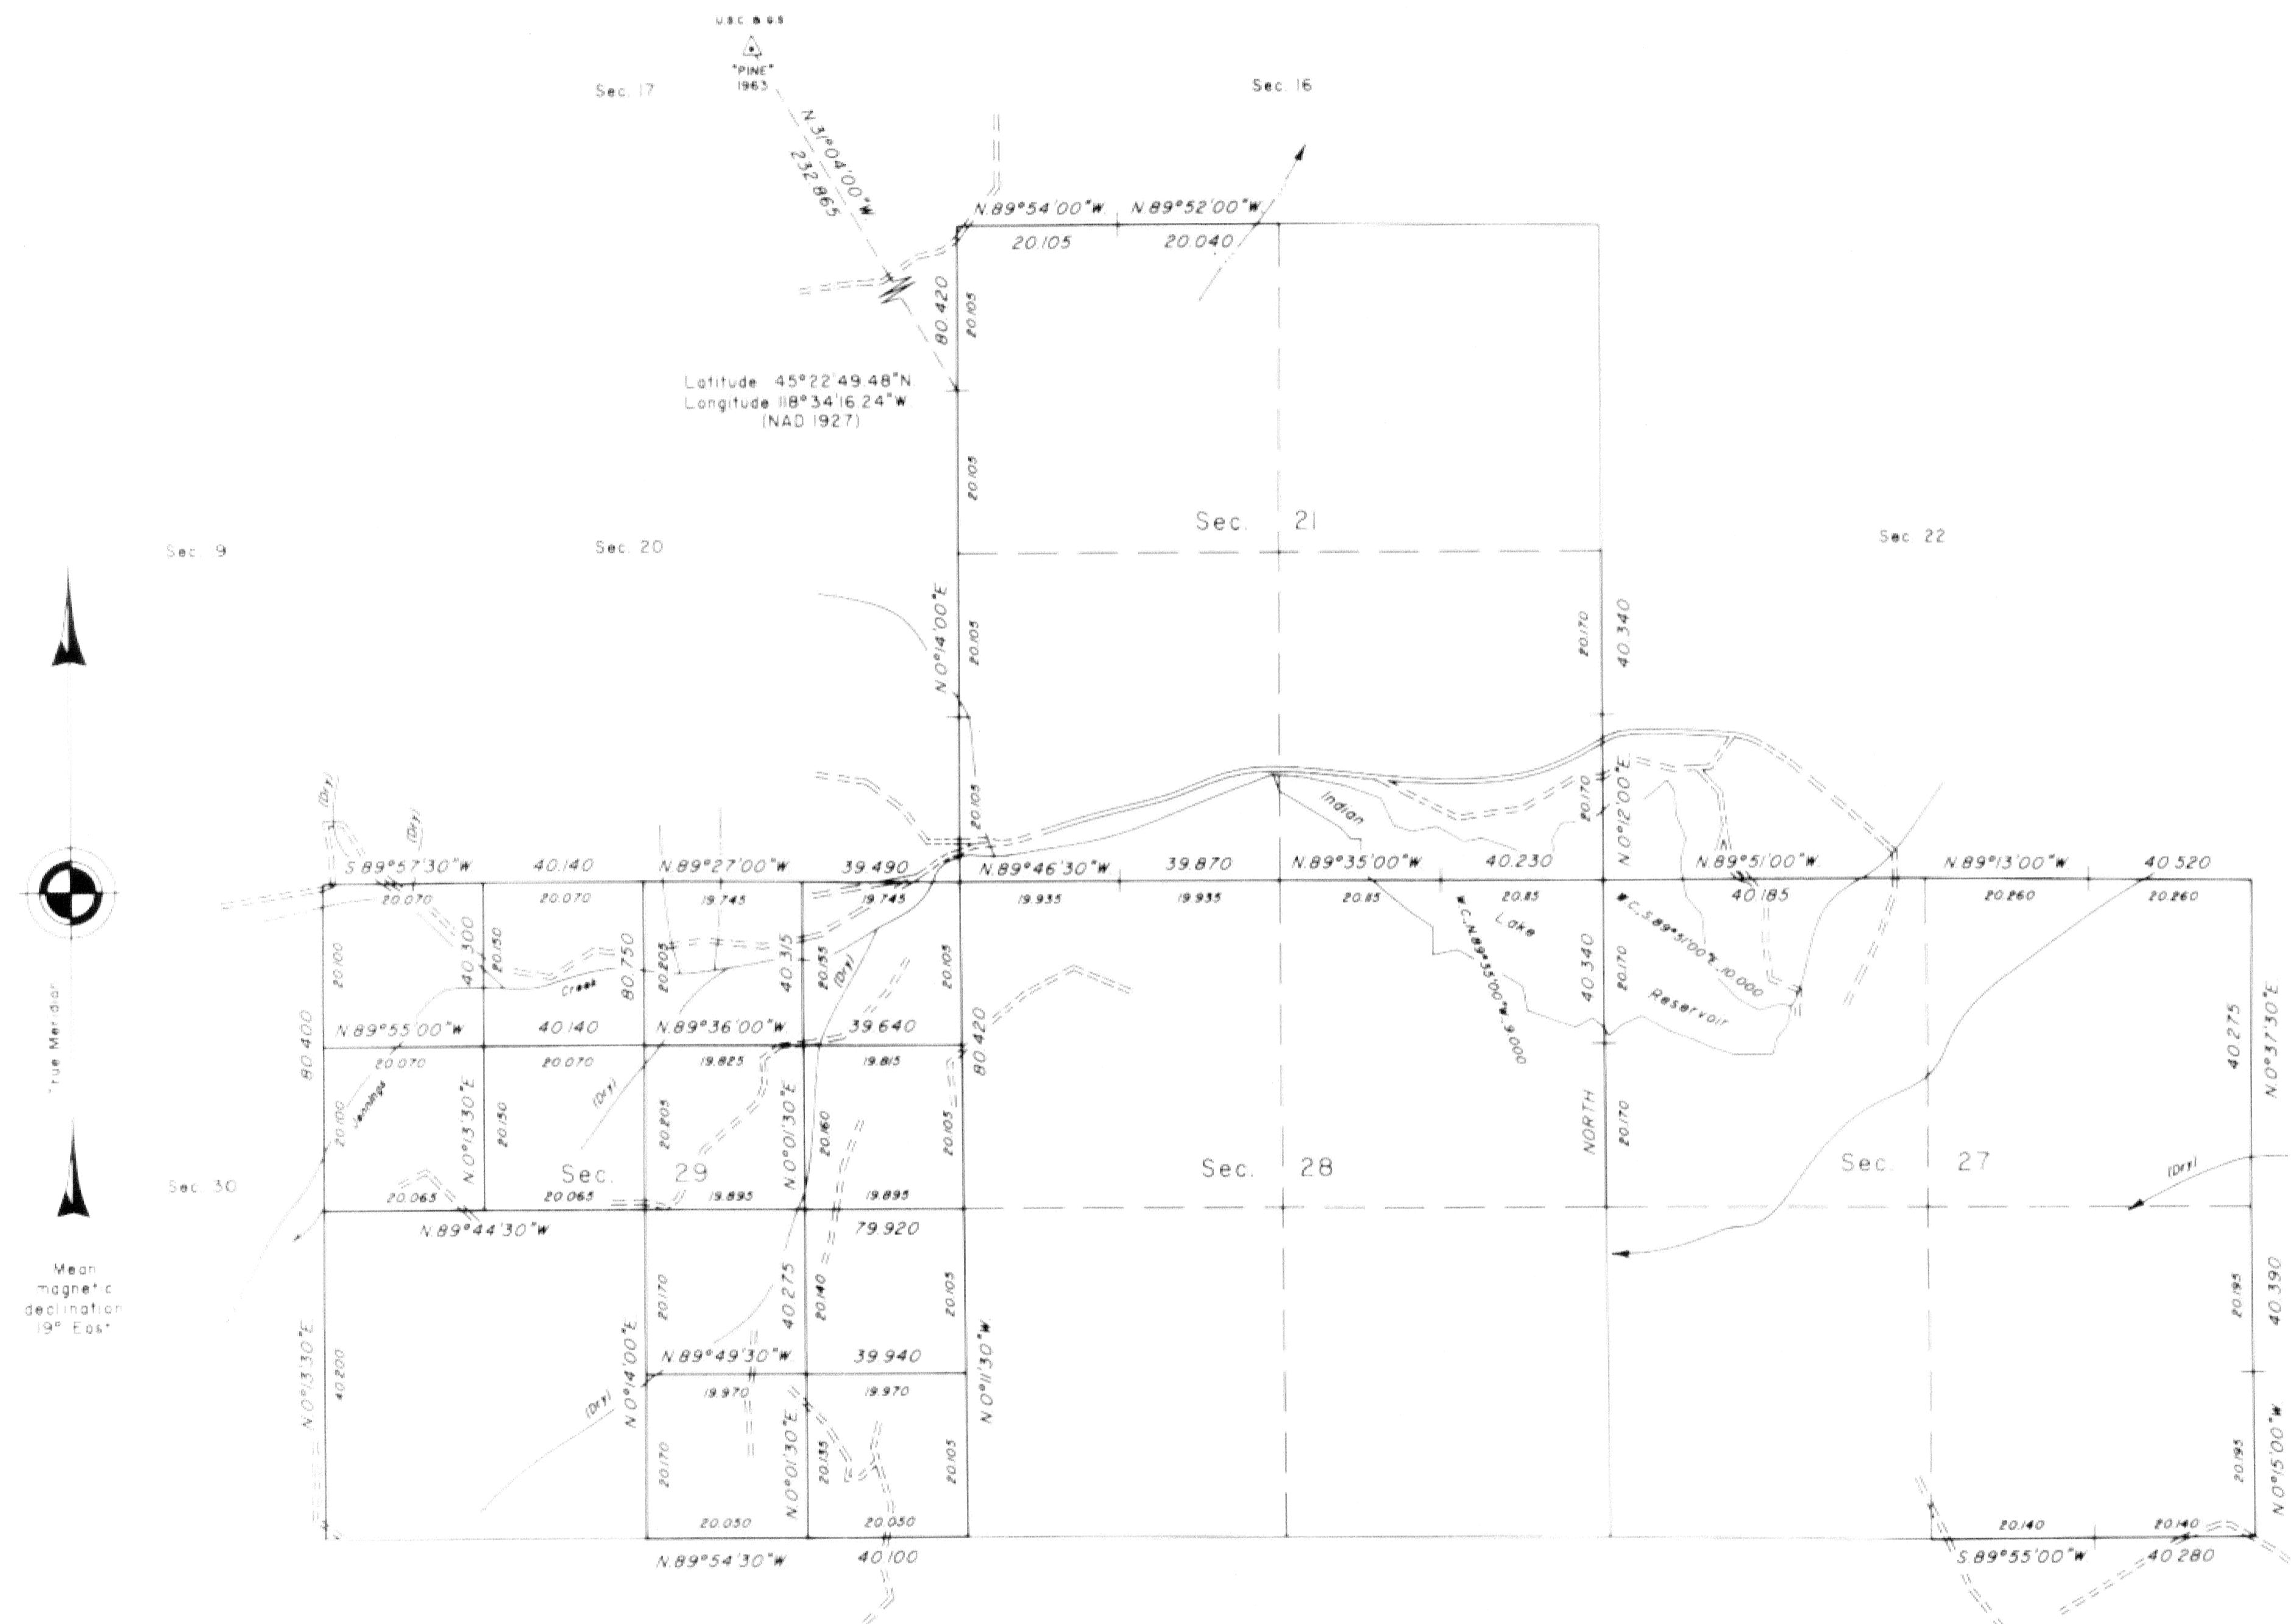 U.S.C. & G.S
"PINE"
1963
Sec. 17
Sec. 16
N.31°04'00"W.
232.865
N.89°54'00"W. N.89°52'00"W.
20.105 20.040
80.420
20.105
Latitude 45°22'49.48"N.
Longitude 118°34'16.24"W.
(NAD 1927)
20.105
Sec. 21
Sec. 9
Sec. 20
Sec. 22
N.0°14'00"E.
20.105
20.170
40.340
20.105
20.170
N.0°12'00"E.
Indian
(Dry)
(Dry)
S.89°57'30"W. 40.140 N.89°27'00"W. 39.490 N.89°46'30"W. 39.870 N.89°35'00"W. 40.230 N.89°51'00"W. N.89°13'00"W. 40.520
20.070 20.070 19.745 19.745 19.935 19.935 20.115 20.115 40.185 20.260 20.260
Lake
W.C.N.89°35'00"W. 9.000
W.C.S.89°51'00"E. 10.000
Reservoir
20.100
40.300
20.150
Creek
80.750
20.205
40.315
20.155
(Dry)
20.105
40.340
20.170
True Meridian
80.400
N.89°55'00"W. 40.140 N.89°36'00"W. 39.640
80.420
40.275
N.0°37'30"E.
20.070 20.070 19.825 19.815
Jennings
(Dry)
20.100
N.0°13'30"E.
20.150
20.205
N.0°01'30"E.
20.160
20.105
NORTH
20.170
Sec. 30
Sec. 29
Sec. 28
Sec. 27
(Dry)
20.065 20.065 19.895 19.895
N.89°44'30"W. 79.920
Mean
magnetic
declination
19° East
20.170
40.275
20.140
20.105
20.195
40.390
N.0°13'30"E.
40.200
N.0°14'00"E.
N.89°49'30"W. 39.940
N.0°11'30"W.
19.970 19.970
(Dry)
20.170
N.0°01'30"E.
20.135
20.105
20.195
N.0°15'00"W.
20.050 20.050 20.140 20.140
N.89°54'30"W. 40.100 S.89°55'00"W. 40.280